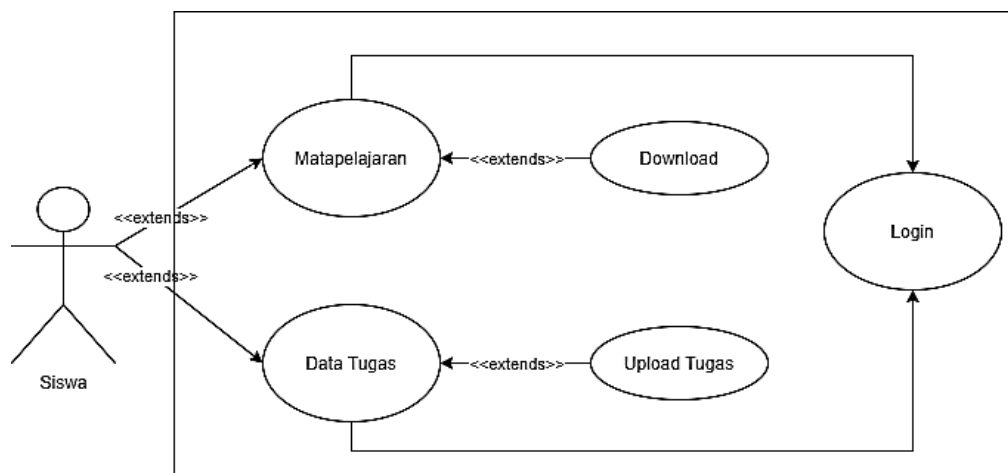 Matapelajaran
<<extends>>
Download
<<extends>>
Login
<<extends>>
Data Tugas
<<extends>>
Upload Tugas
Siswa